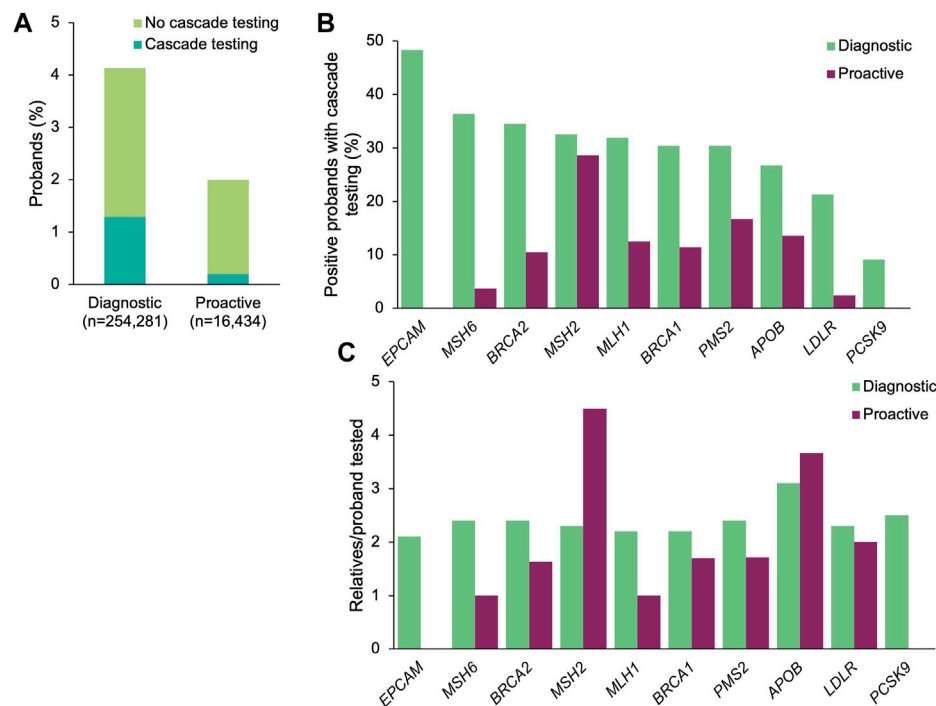 A
No cascade testing
Cascade testing
Probands (%)
5
4
3
2
1
0
Diagnostic
(n=254,281)
Proactive
(n=16,434)
B
Diagnostic
Proactive
Positive probands with cascade
testing (%)
50
40
30
20
10
0
EPCAM
MSH6
BRCA2
MSH2
MLH1
BRCA1
PMS2
APOB
LDLR
PCSK9
C
Diagnostic
Proactive
Relatives/proband tested
5
4
3
2
1
0
EPCAM
MSH6
BRCA2
MSH2
MLH1
BRCA1
PMS2
APOB
LDLR
PCSK9